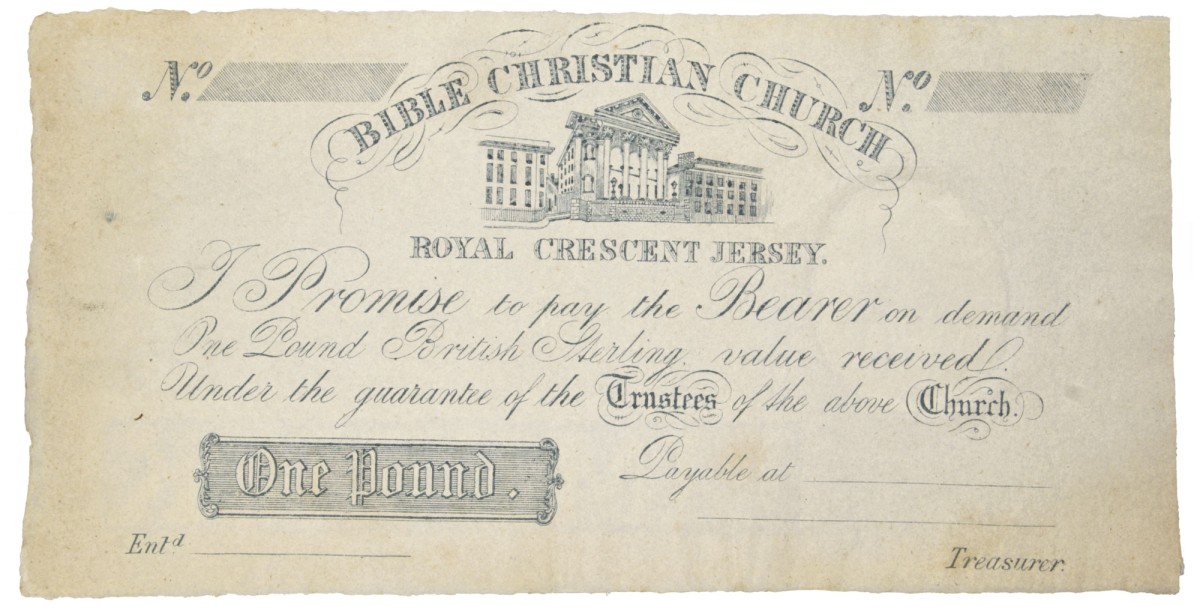 Nº. Nº.
BIBLE CHRISTIAN CHURCH
ROYAL CRESCENT JERSEY.
I Promise to pay the Bearer on demand
One Pound British Sterling, value received.
Under the guarantee of the Trustees of the above Church.
One Pound.
Payable at
Entᵈ
Treasurer.